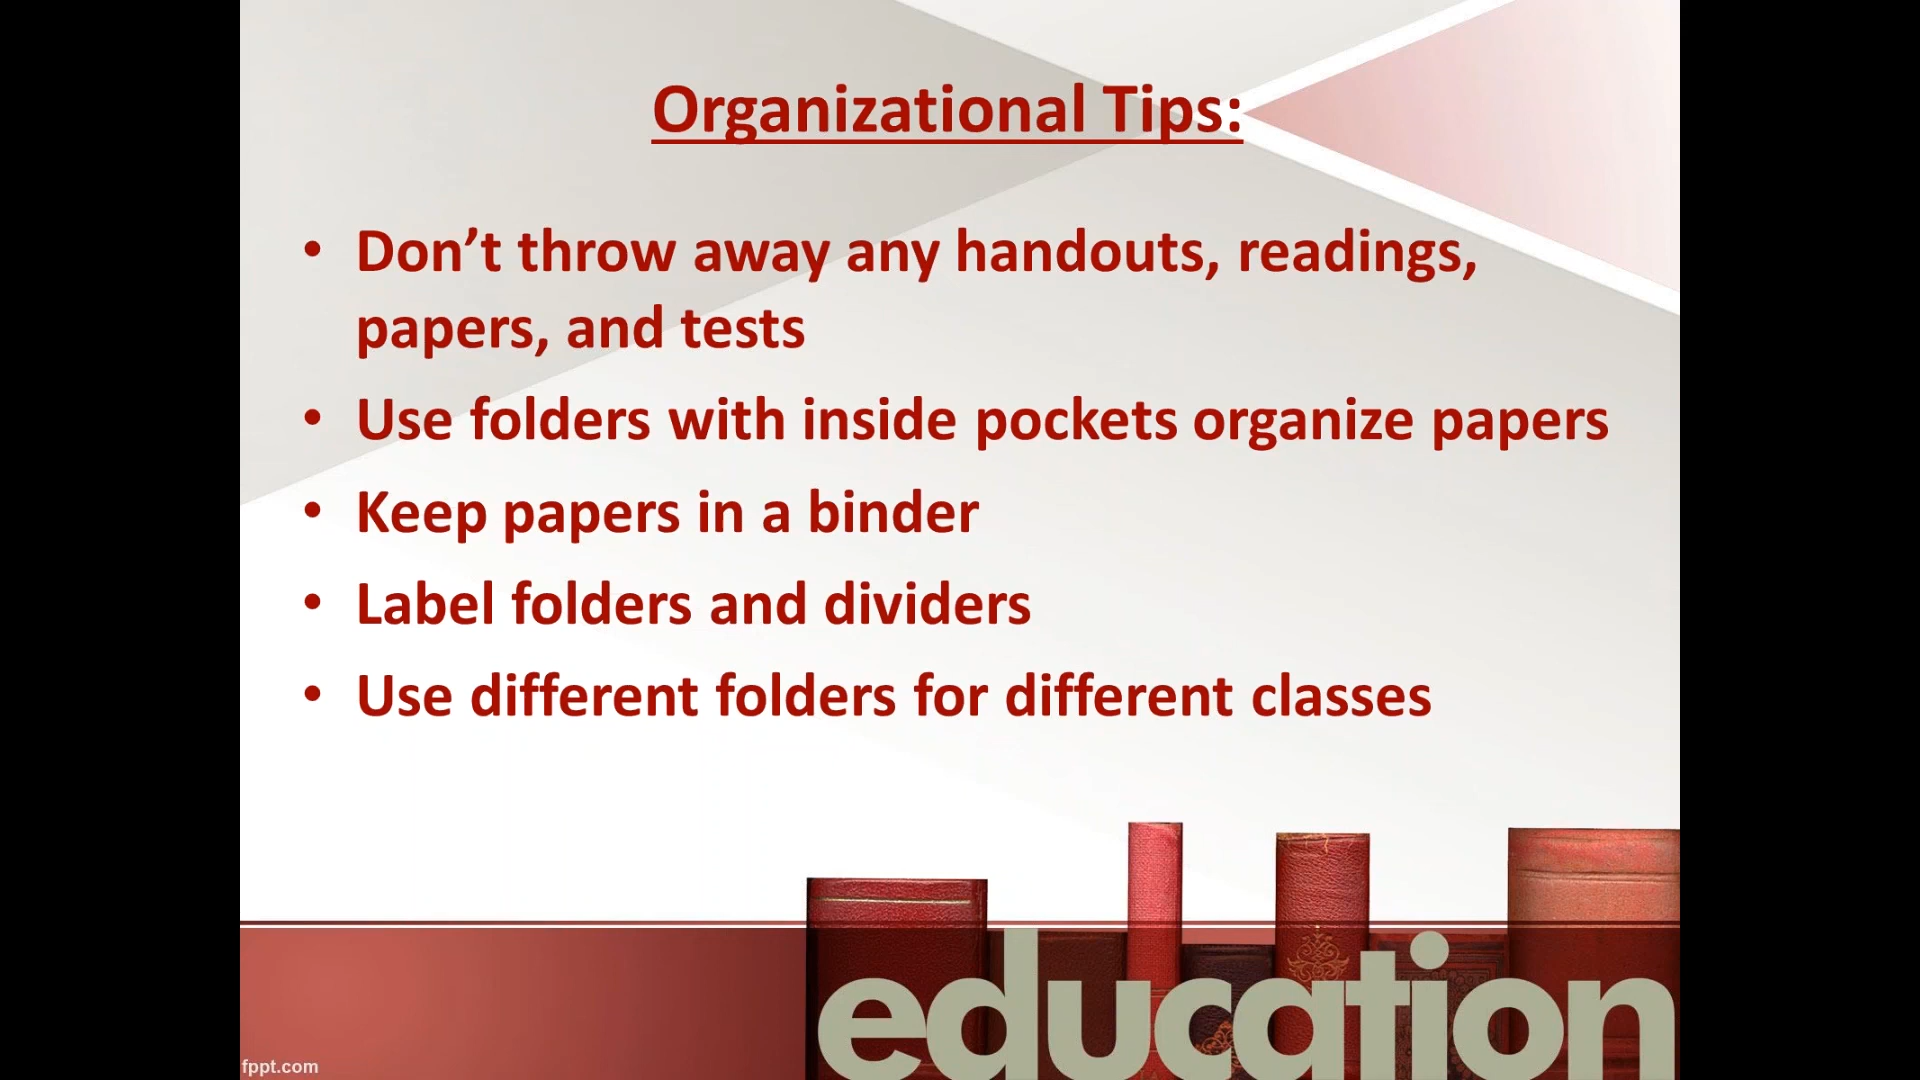 Organizational Tips:
• Don’t throw away any handouts, readings,
papers, and tests
• Use folders with inside pockets organize papers
• Keep papers in a binder
• Label folders and dividers
• Use different folders for different classes
education
fppt.com